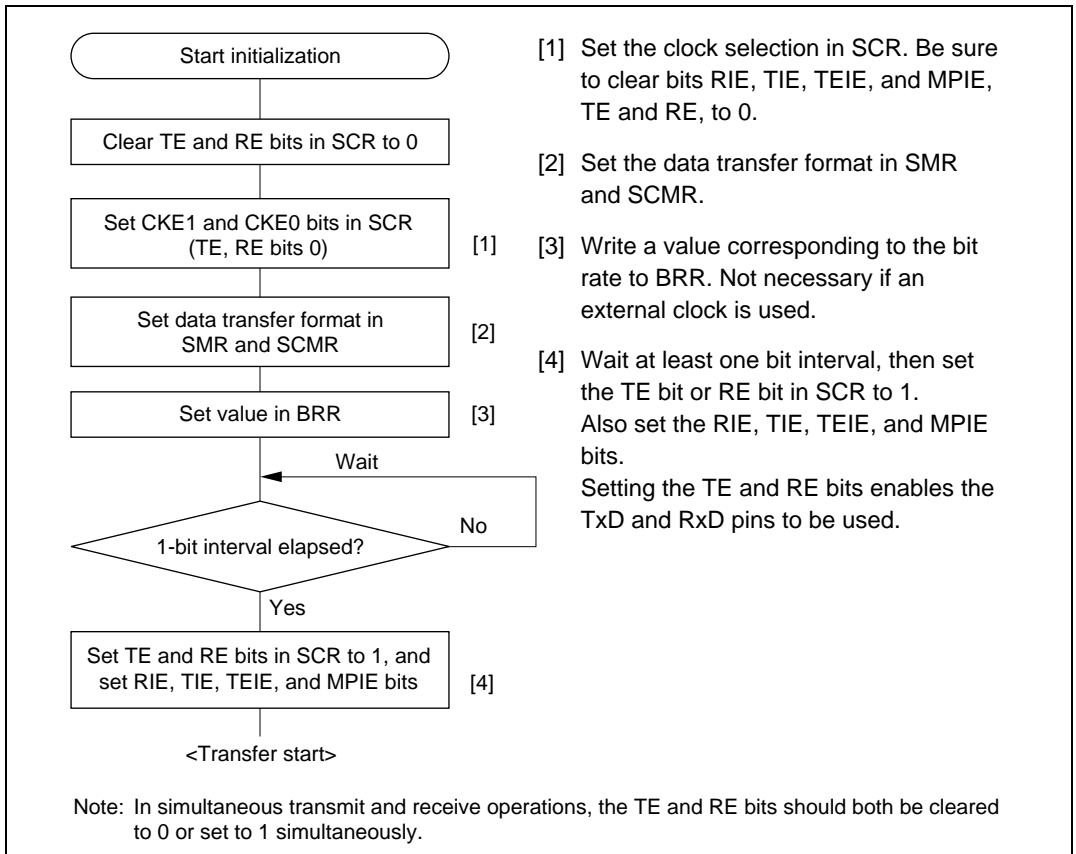 Start initialization
Clear TE and RE bits in SCR to 0
Set CKE1 and CKE0 bits in SCR
(TE, RE bits 0)
[1]
Set data transfer format in
SMR and SCMR
[2]
Set value in BRR
[3]
Wait
1-bit interval elapsed?
No
Yes
Set TE and RE bits in SCR to 1, and
set RIE, TIE, TEIE, and MPIE bits
[4]
<Transfer start>
[1] Set the clock selection in SCR. Be sure
to clear bits RIE, TIE, TEIE, and MPIE,
TE and RE, to 0.
[2] Set the data transfer format in SMR
and SCMR.
[3] Write a value corresponding to the bit
rate to BRR. Not necessary if an
external clock is used.
[4] Wait at least one bit interval, then set
the TE bit or RE bit in SCR to 1.
Also set the RIE, TIE, TEIE, and MPIE
bits.
Setting the TE and RE bits enables the
TxD and RxD pins to be used.
Note: In simultaneous transmit and receive operations, the TE and RE bits should both be cleared
to 0 or set to 1 simultaneously.